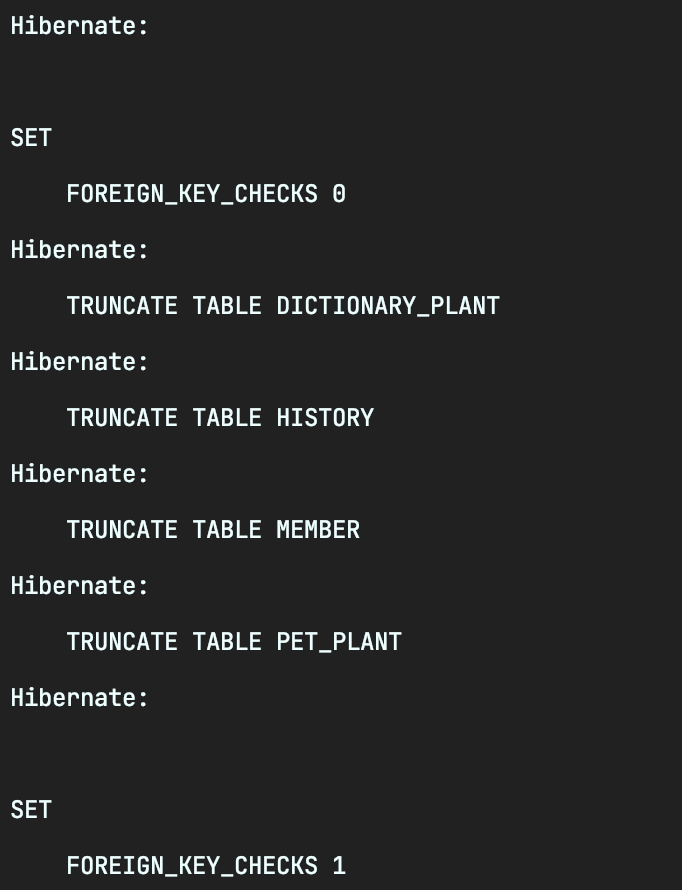 Hibernate:
SET
FOREIGN_KEY_CHECKS 0
Hibernate:
TRUNCATE TABLE DICTIONARY_PLANT
Hibernate:
TRUNCATE TABLE HISTORY
Hibernate:
TRUNCATE TABLE MEMBER
Hibernate:
TRUNCATE TABLE PET_PLANT
Hibernate:
SET
FOREIGN_KEY_CHECKS 1